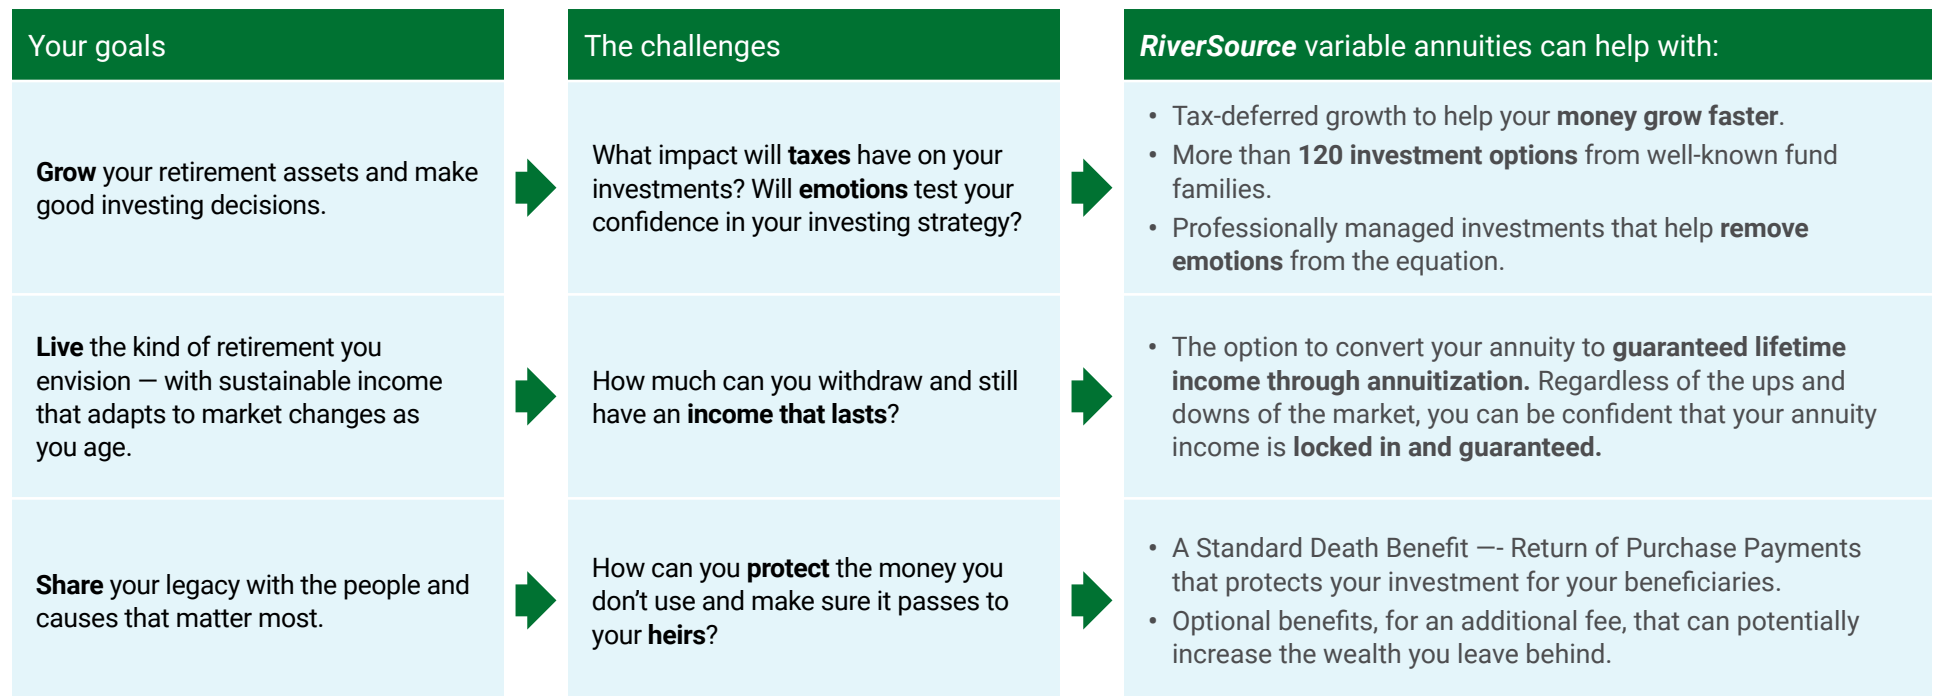 Your goals
The challenges
RiverSource variable annuities can help with:
Grow your retirement assets and make
good investing decisions.
What impact will taxes have on your
investments? Will emotions test your
confidence in your investing strategy?
• Tax-deferred growth to help your money grow faster.
• More than 120 investment options from well-known fund
families.
• Professionally managed investments that help remove
emotions from the equation.
Live the kind of retirement you
envision — with sustainable income
that adapts to market changes as
you age.
How much can you withdraw and still
have an income that lasts?
• The option to convert your annuity to guaranteed lifetime
income through annuitization. Regardless of the ups and
downs of the market, you can be confident that your annuity
income is locked in and guaranteed.
Share your legacy with the people and
causes that matter most.
How can you protect the money you
don't use and make sure it passes to
your heirs?
• A Standard Death Benefit —- Return of Purchase Payments
that protects your investment for your beneficiaries.
• Optional benefits, for an additional fee, that can potentially
increase the wealth you leave behind.